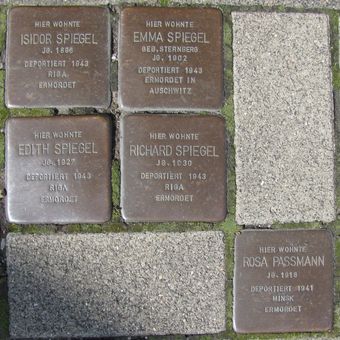 HIER WOHNTE
ISIDOR SPIEGEL
JG. 1896
DEPORTIERT 1943
RIGA
ERMORDET
HIER WOHNTE
EMMA SPIEGEL
GEB. STERNBERG
JG. 1902
DEPORTIERT 1943
ERMORDET IN
AUSCHWITZ
HIER WOHNTE
EDITH SPIEGEL
JG. 1927
DEPORTIERT 1943
RIGA
ERMORDET
HIER WOHNTE
RICHARD SPIEGEL
JG. 1930
DEPORTIERT 1943
RIGA
ERMORDET
HIER WOHNTE
ROSA PASSMANN
JG. 1918
DEPORTIERT 1941
MINSK
ERMORDET